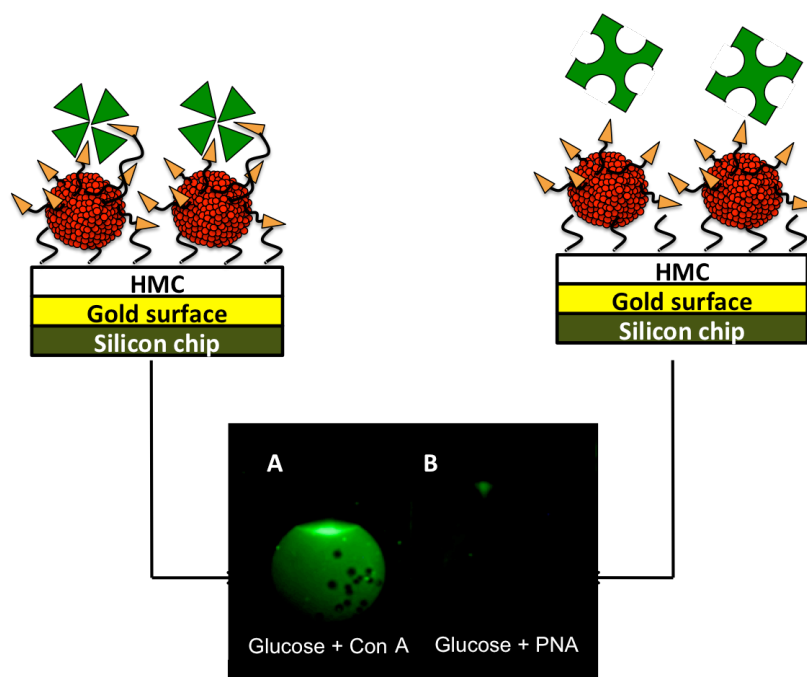 HMC
Gold surface
Silicon chip
HMC
Gold surface
Silicon chip
A
B
Glucose + Con A
Glucose + PNA